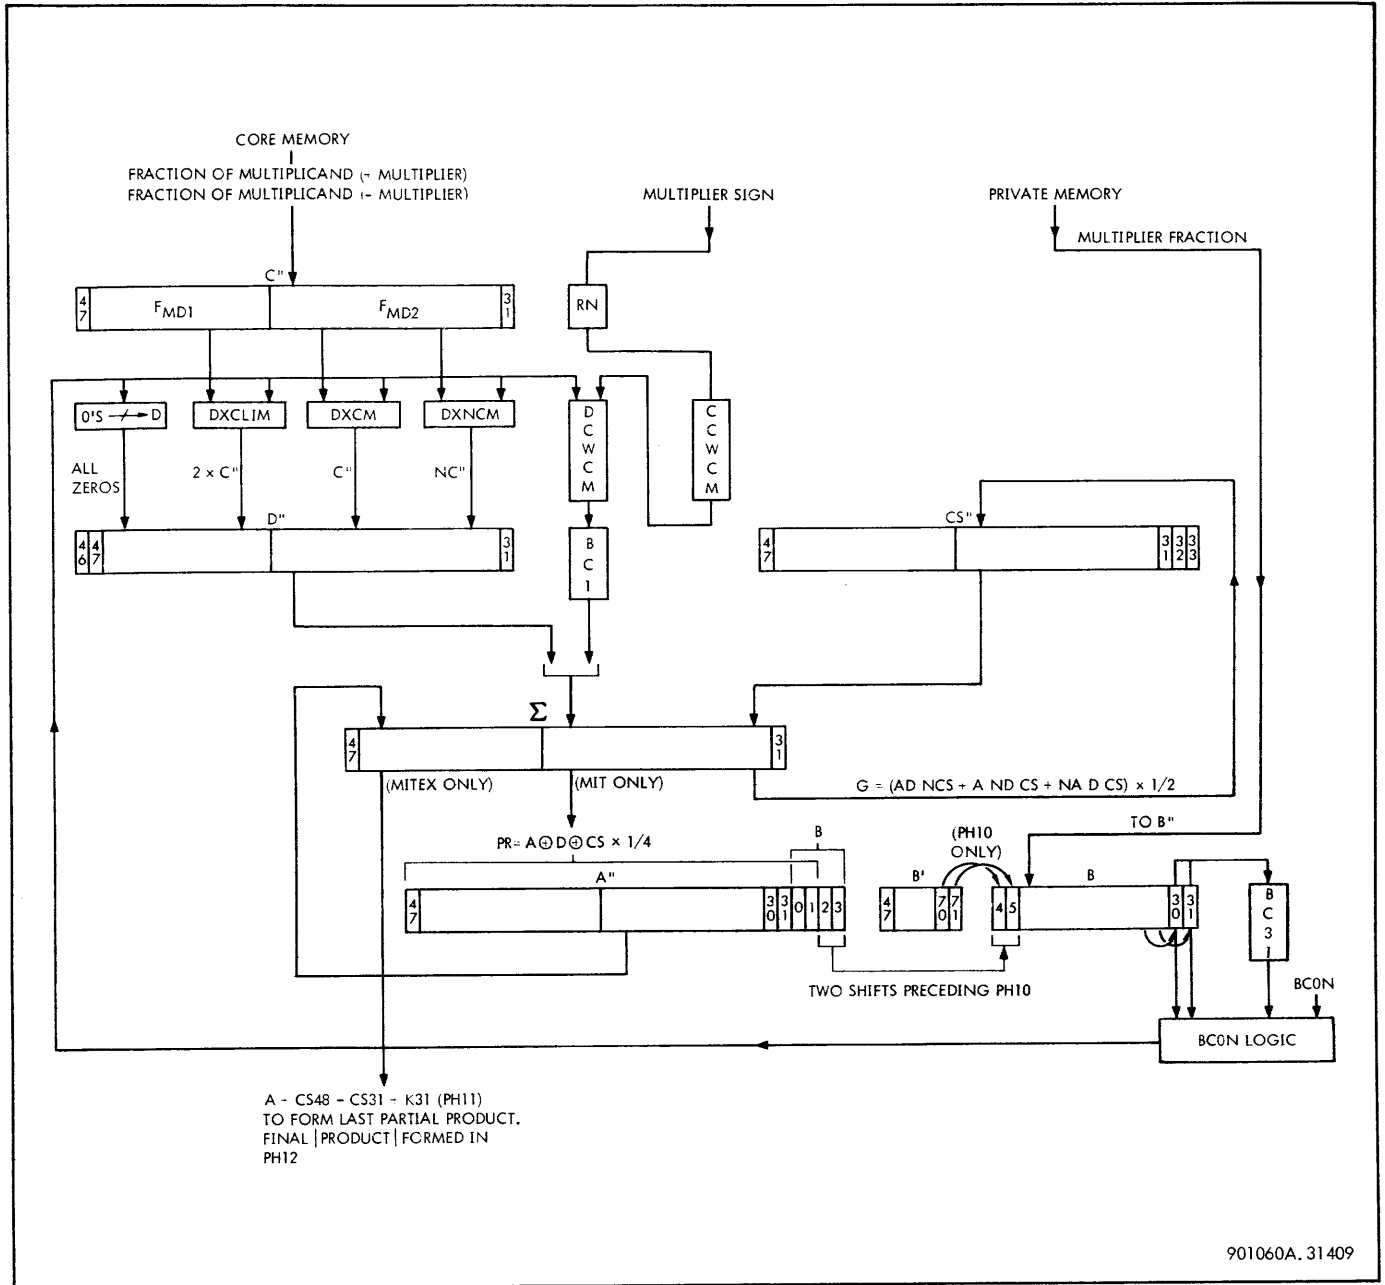 CORE MEMORY
FRACTION OF MULTIPLICAND (- MULTIPLIER)
FRACTION OF MULTIPLICAND (- MULTIPLIER)
MULTIPLIER SIGN
PRIVATE MEMORY
MULTIPLIER FRACTION
C"
47
FMD1
FMD2
31
RN
0'S D
DXCLIM
DXCM
DXNCM
DCWCM
CCWCM
ALL
ZEROS
2 x C"
C"
NC"
D"
46
47
31
BC1
CS"
47
31
32
33
Σ
47
31
(MITEX ONLY)
(MIT ONLY)
G = (AD NCS + A ND CS + NA D CS) x 1/2
PR= A⊕D⊕CS x 1/4
B
(PH10
ONLY)
TO B"
A"
47
30
31
0
1
2
3
B'
47
70
71
B
4
5
30
31
BC31
TWO SHIFTS PRECEDING PH10
BC0N
BC0N LOGIC
A - CS48 - CS31 - K31 (PH11)
TO FORM LAST PARTIAL PRODUCT.
FINAL |PRODUCT| FORMED IN
PH12
901060A. 31409